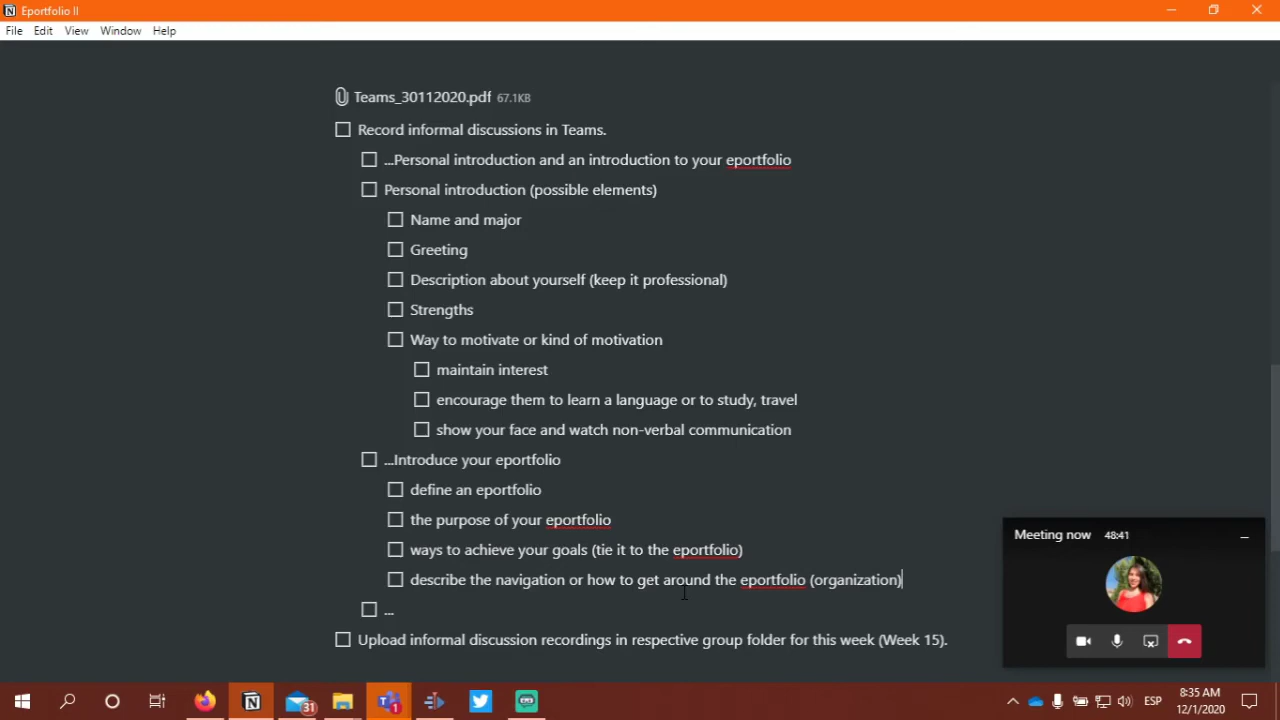 Eportfolio II
File Edit View Window Help
Teams_30112020.pdf 67.1KB
Record informal discussions in Teams.
...Personal introduction and an introduction to your eportfolio
Personal introduction (possible elements)
Name and major
Greeting
Description about yourself (keep it professional)
Strengths
Way to motivate or kind of motivation
maintain interest
encourage them to learn a language or to study, travel
show your face and watch non-verbal communication
...Introduce your eportfolio
define an eportfolio
the purpose of your eportfolio
ways to achieve your goals (tie it to the eportfolio)
describe the navigation or how to get around the eportfolio (organization)
...
Upload informal discussion recordings in respective group folder for this week (Week 15).
Meeting now 48:41
31
1
ESP
8:35 AM
12/1/2020